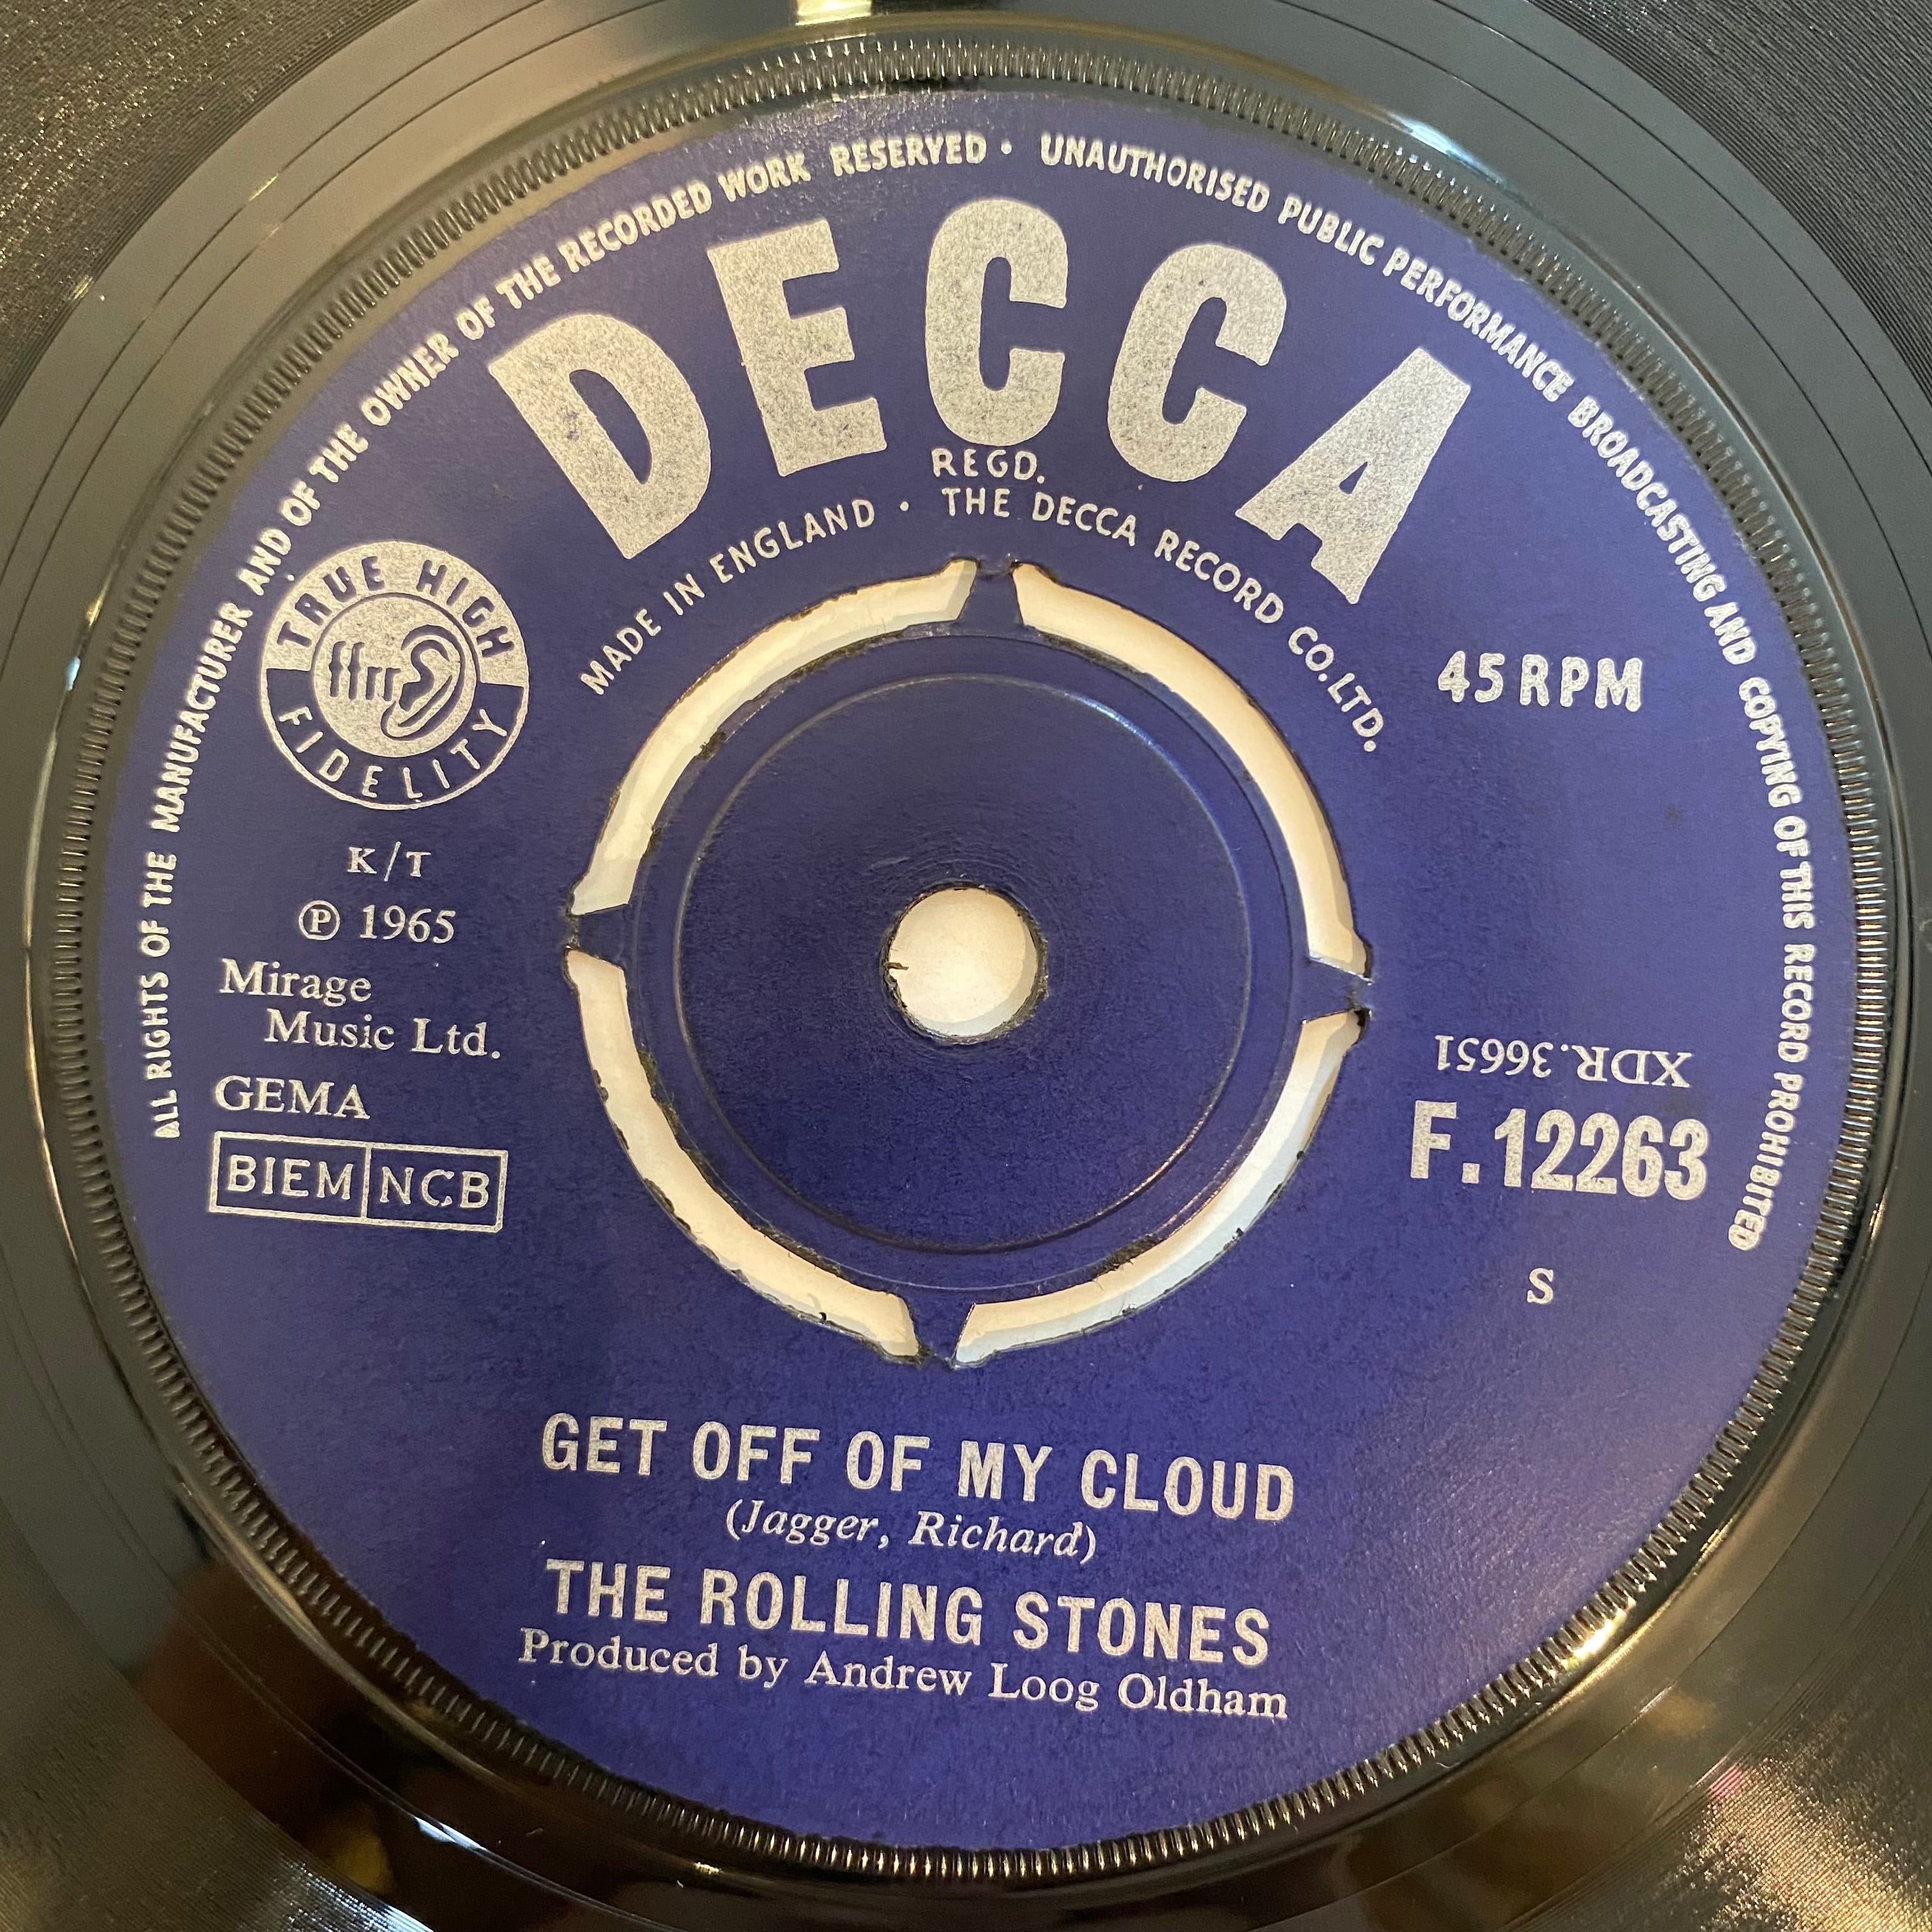 ALL RIGHTS OF THE MANUFACTURER AND OF THE OWNER OF THE RECORDED WORK RESERVED • UNAUTHORISED PUBLIC PERFORMANCE BROADCASTING AND COPYING OF THIS RECORD PROHIBITED
DECCA
REGD.
MADE IN ENGLAND • THE DECCA RECORD CO. LTD.
TRUE HIGH
ffrr
FIDELITY
45 RPM
K/T
℗ 1965
Mirage
Music Ltd.
GEMA
BIEM NCB
XDR.36651
F.12263
S
GET OFF OF MY CLOUD
(Jagger, Richard)
THE ROLLING STONES
Produced by Andrew Loog Oldham